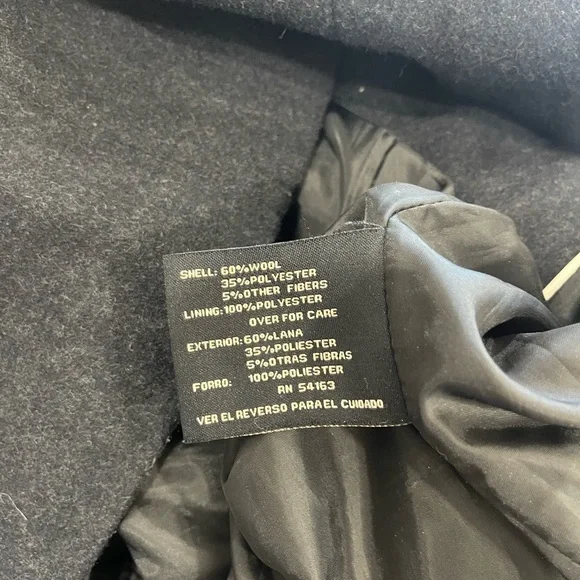 SHELL: 60%WOOL
35%POLYESTER
5%OTHER FIBERS
LINING:100%POLYESTER
OVER FOR CARE
EXTERIOR:60%LANA
35%POLIESTER
5%OTRAS FIBRAS
FORRO: 100%POLIESTER
RN 54163
VER EL REVERSO PARA EL CUIDADO